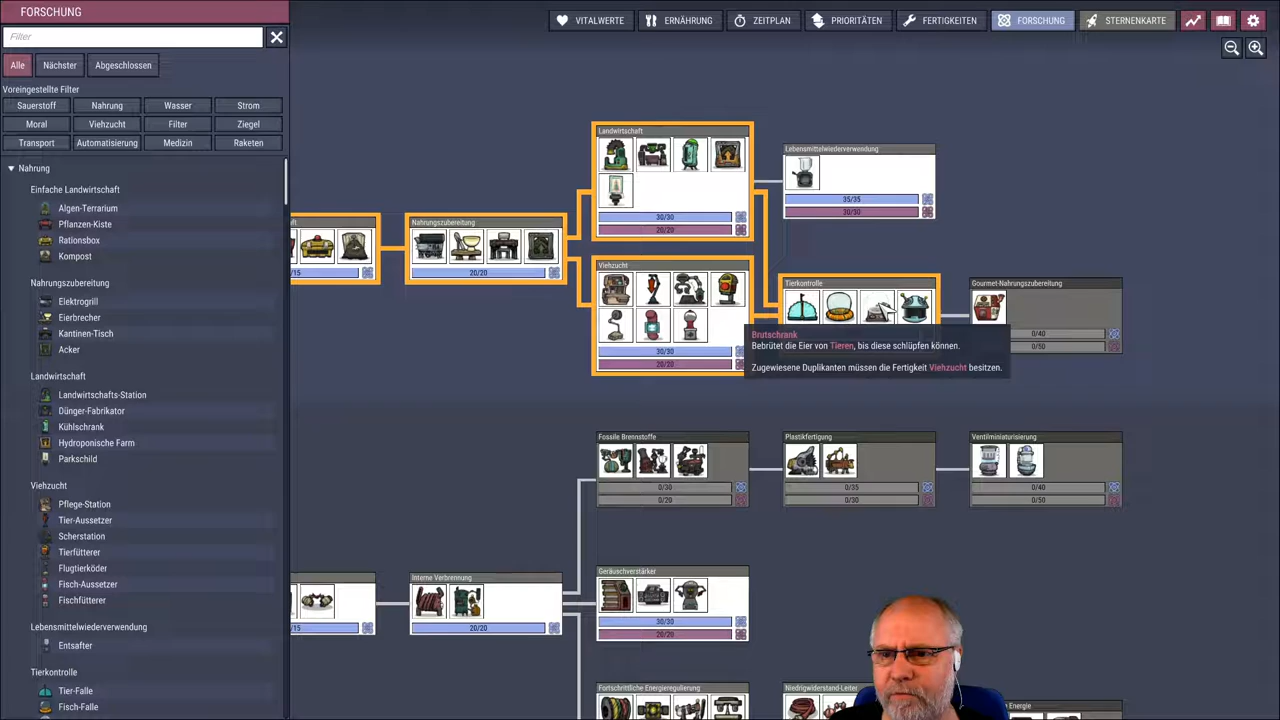 FORSCHUNG
VITALWERTE
ERNÄHRUNG
ZEITPLAN
PRIORITÄTEN
FERTIGKEITEN
FORSCHUNG
STERNENKARTE
Filter
Alle
Nächster
Abgeschlossen
Voreingestellte Filter
Sauerstoff
Nahrung
Wasser
Strom
Moral
Viehzucht
Filter
Ziegel
Transport
Automatisierung
Medizin
Raketen
Nahrung
Einfache Landwirtschaft
Algen-Terrarium
Pflanzen-Kiste
Rationsbox
Kompost
Nahrungszubereitung
Elektrogrill
Eierbrecher
Kantinen-Tisch
Acker
Landwirtschaft
Landwirtschafts-Station
Dünger-Fabrikator
Kühlschrank
Hydroponische Farm
Parkschild
Viehzucht
Pflege-Station
Tier-Aussetzer
Scherstation
Tierfütterer
Flugtierköder
Fisch-Aussetzer
Fischfütterer
Lebensmittelwiederverwendung
Entsafter
Tierkontrolle
Tier-Falle
Fisch-Falle
Landwirtschaft
30/30
20/20
Lebensmittelwiederverwendung
35/35
30/30
Nahrungszubereitung
20/20
Viehzucht
30/30
20/20
Tierkontrolle
Gourmet-Nahrungszubereitung
0/40
0/50
Brutschrank
Bebrütet die Eier von Tieren, bis diese schlüpfen können.
Zugewiesene Duplikanten müssen die Fertigkeit Viehzucht besitzen.
Fossile Brennstoffe
0/30
0/20
Plastikfertigung
0/35
0/30
Ventilminiaturisierung
0/40
0/50
Interne Verbrennung
20/20
Geräuschverstärker
30/30
20/20
Fortschrittliche Energieregulierung
Niedrigwiderstand-Leiter